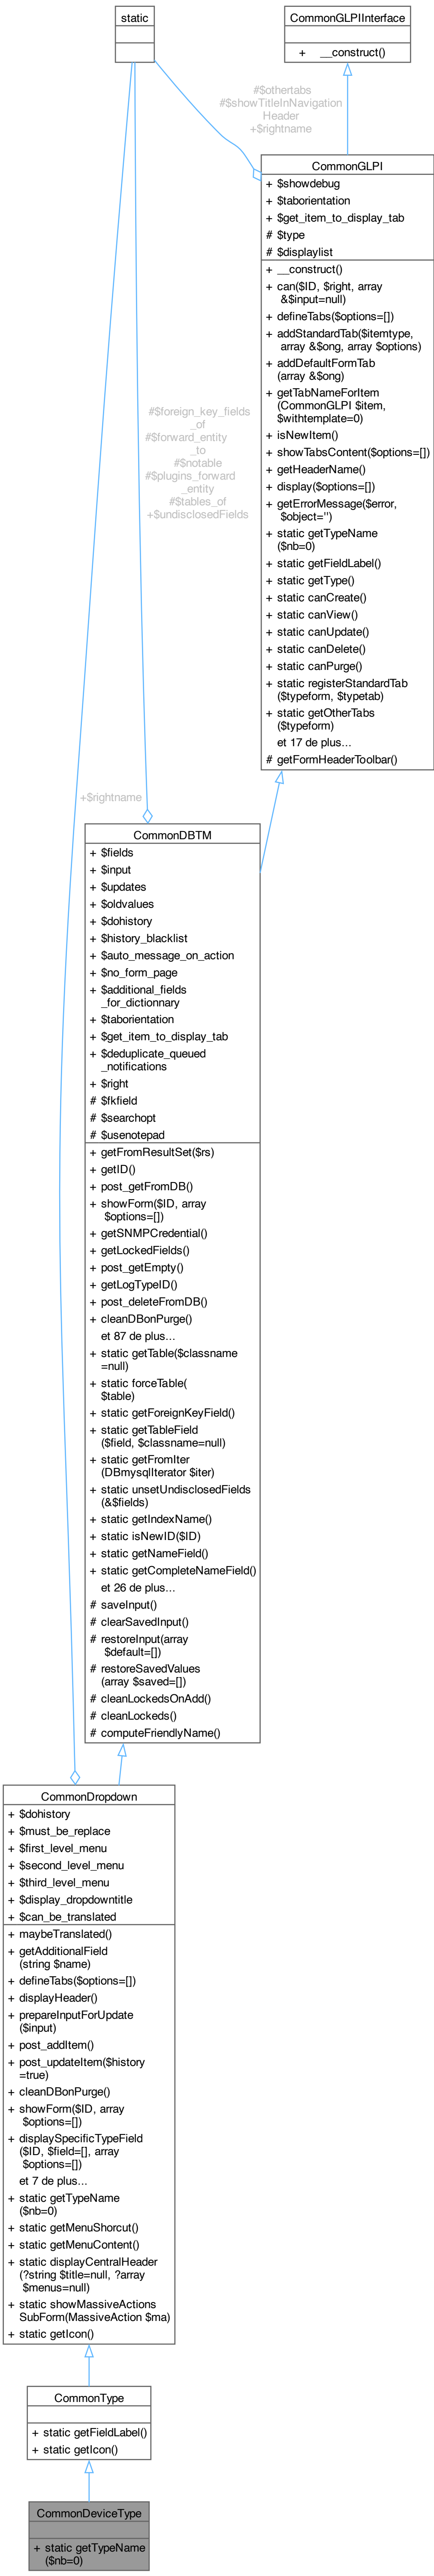 static
CommonGLPIInterface
+ __construct()
#$othertabs
#$showTitleInNavigation
Header
+$rightname
CommonGLPI
+ $showdebug
+ $taborientation
+ $get_item_to_display_tab
# $type
# $displaylist
+ __construct()
+ can($ID, $right, array
&$input=null)
+ defineTabs($options=[])
+ addStandardTab($itemtype,
array &$ong, array $options)
+ addDefaultFormTab
(array &$ong)
+ getTabNameForItem
(CommonGLPI $item,
$withtemplate=0)
+ isNewItem()
+ showTabsContent($options=[])
+ getHeaderName()
+ display($options=[])
+ getErrorMessage($error,
$object='')
+ static getTypeName
($nb=0)
+ static getFieldLabel()
+ static getType()
+ static canCreate()
+ static canView()
+ static canUpdate()
+ static canDelete()
+ static canPurge()
+ static registerStandardTab
($typeform, $typetab)
+ static getOtherTabs
($typeform)
et 17 de plus...
# getFormHeaderToolbar()
#$foreign_key_fields
_of
#$forward_entity
_to
#$notable
#$plugins_forward
_entity
#$tables_of
+$undisclosedFields
+$rightname
CommonDBTM
+ $fields
+ $input
+ $updates
+ $oldvalues
+ $dohistory
+ $history_blacklist
+ $auto_message_on_action
+ $no_form_page
+ $additional_fields
_for_dictionnary
+ $taborientation
+ $get_item_to_display_tab
+ $deduplicate_queued
_notifications
+ $right
# $fkfield
# $searchopt
# $usenotepad
+ getFromResultSet($rs)
+ getID()
+ post_getFromDB()
+ showForm($ID, array
$options=[])
+ getSNMPCredential()
+ getLockedFields()
+ post_getEmpty()
+ getLogTypeID()
+ post_deleteFromDB()
+ cleanDBonPurge()
et 87 de plus...
+ static getTable($classname
=null)
+ static forceTable(
$table)
+ static getForeignKeyField()
+ static getTableField
($field, $classname=null)
+ static getFromIter
(DBmysqlIterator $iter)
+ static unsetUndisclosedFields
(&$fields)
+ static getIndexName()
+ static isNewID($ID)
+ static getNameField()
+ static getCompleteNameField()
et 26 de plus...
# saveInput()
# clearSavedInput()
# restoreInput(array
$default=[])
# restoreSavedValues
(array $saved=[])
# cleanLockedsOnAdd()
# cleanLockeds()
# computeFriendlyName()
CommonDropdown
+ $dohistory
+ $must_be_replace
+ $first_level_menu
+ $second_level_menu
+ $third_level_menu
+ $display_dropdowntitle
+ $can_be_translated
+ maybeTranslated()
+ getAdditionalField
(string $name)
+ defineTabs($options=[])
+ displayHeader()
+ prepareInputForUpdate
($input)
+ post_addItem()
+ post_updateItem($history
=true)
+ cleanDBonPurge()
+ showForm($ID, array
$options=[])
+ displaySpecificTypeField
($ID, $field=[], array
$options=[])
et 7 de plus...
+ static getTypeName
($nb=0)
+ static getMenuShorcut()
+ static getMenuContent()
+ static displayCentralHeader
(?string $title=null, ?array
$menus=null)
+ static showMassiveActions
SubForm(MassiveAction $ma)
+ static getIcon()
CommonType
+ static getFieldLabel()
+ static getIcon()
CommonDeviceType
+ static getTypeName
($nb=0)